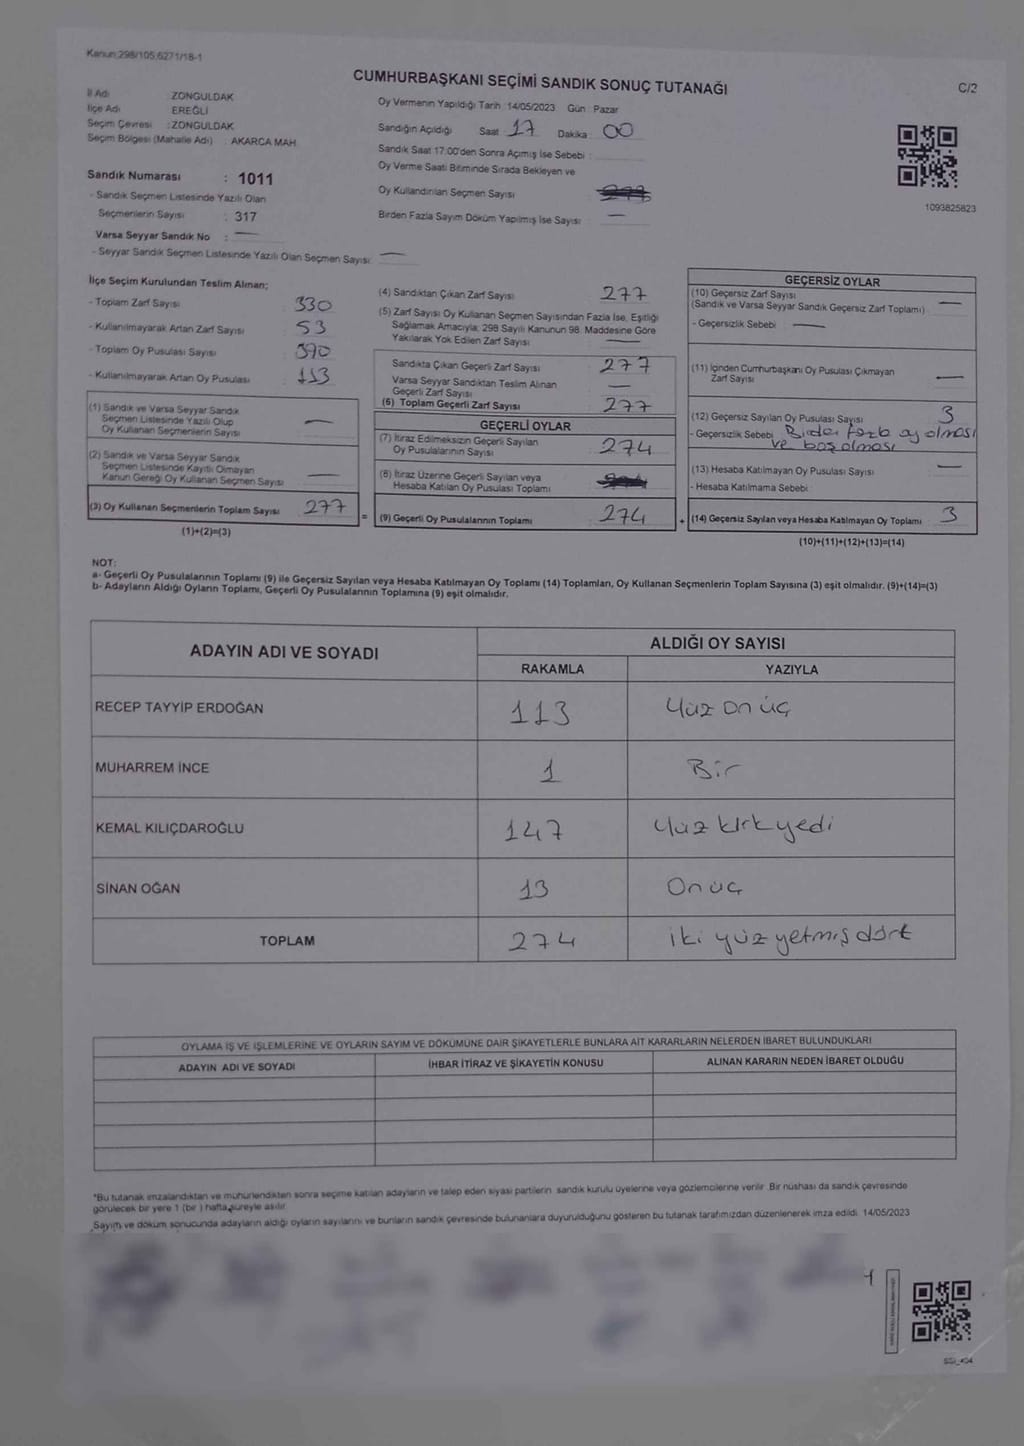 Kanun:298/105,6271/18-1
CUMHURBAŞKANI SEÇİMİ SANDIK SONUÇ TUTANAĞI
C/2
İl Adı : ZONGULDAK
İlçe Adı : EREĞLİ
Seçim Çevresi : ZONGULDAK
Seçim Bölgesi (Mahalle Adı) : AKARCA MAH
Sandık Numarası : 1011
- Sandık Seçmen Listesinde Yazılı Olan
Seçmenlerin Sayısı : 317
Varsa Seyyar Sandık No : —
- Seyyar Sandık Seçmen Listesinde Yazılı Olan Seçmen Sayısı: —
Oy Vermenin Yapıldığı Tarih :14/05/2023 Gün : Pazar
Sandığın Açıldığı Saat : 17 Dakika : 00
Sandık Saat 17:00'den Sonra Açımış İse Sebebi :
Oy Verme Saati Bitiminde Sırada Bekleyen ve
Oy Kullandırılan Seçmen Sayısı :
Birden Fazla Sayım Döküm Yapılmış İse Sayısı : —
1093825823
İlçe Seçim Kurulundan Teslim Alınan;
- Toplam Zarf Sayısı : 330
- Kullanılmayarak Artan Zarf Sayısı : 53
- Toplam Oy Pusulası Sayısı : 390
- Kullanılmayarak Artan Oy Pusulası : 113
(1) Sandık ve Varsa Seyyar Sandık
Seçmen Listesinde Yazılı Olup
Oy Kullanan Seçmenlerin Sayısı —
(2) Sandık ve Varsa Seyyar Sandık
Seçmen Listesinde Kayıtlı Olmayan
Kanun Gereği Oy Kullanan Seçmen Sayısı —
(3) Oy Kullanan Seçmenlerin Toplam Sayısı 277
(1)+(2)=(3)
(4) Sandıktan Çıkan Zarf Sayısı : 277
(5) Zarf Sayısı Oy Kullanan Seçmen Sayısından Fazla İse, Eşitliği
Sağlamak Amacıyla; 298 Sayılı Kanunun 98. Maddesine Göre
Yakılarak Yok Edilen Zarf Sayısı : —
Sandıkta Çıkan Geçerli Zarf Sayısı : 277
Varsa Seyyar Sandıktan Teslim Alınan
Geçerli Zarf Sayısı : —
(6) Toplam Geçerli Zarf Sayısı : 277
GEÇERLİ OYLAR
(7) İtiraz Edilmeksizin Geçerli Sayılan
Oy Pusulalarının Sayısı : 274
(8) İtiraz Üzerine Geçerli Sayılan veya
Hesaba Katılan Oy Pusulası Toplamı :
= (9) Geçerli Oy Pusulalarının Toplamı : 274
GEÇERSİZ OYLAR
(10) Geçersiz Zarf Sayısı
(Sandık ve Varsa Seyyar Sandık Geçersiz Zarf Toplamı) : —
- Geçersizlik Sebebi : —
(11) İçinden Cumhurbaşkanı Oy Pusulası Çıkmayan
Zarf Sayısı : —
(12) Geçersiz Sayılan Oy Pusulası Sayısı : 3
- Geçersizlik Sebebi : Birden fazla oy olması
ve boş olması
(13) Hesaba Katılmayan Oy Pusulası Sayısı : —
- Hesaba Katılmama Sebebi :
+ (14) Geçersiz Sayılan veya Hesaba Katılmayan Oy Toplamı : 3
(10)+(11)+(12)+(13)=(14)
NOT:
a- Geçerli Oy Pusulalarının Toplamı (9) ile Geçersiz Sayılan veya Hesaba Katılmayan Oy Toplamı (14) Toplamları, Oy Kullanan Seçmenlerin Toplam Sayısına (3) eşit olmalıdır. (9)+(14)=(3)
b- Adayların Aldığı Oyların Toplamı, Geçerli Oy Pusulalarının Toplamına (9) eşit olmalıdır.
ADAYIN ADI VE SOYADI
ALDIĞI OY SAYISI
RAKAMLA YAZIYLA
RECEP TAYYİP ERDOĞAN 113 Yüz on üç
MUHARREM İNCE 1 Bir
KEMAL KILIÇDAROĞLU 147 Yüz kırk yedi
SİNAN OĞAN 13 On üç
TOPLAM 274 iki yüz yetmiş dört
OYLAMA İŞ VE İŞLEMLERİNE VE OYLARIN SAYIM VE DÖKÜMÜNE DAİR ŞİKAYETLERLE BUNLARA AİT KARARLARIN NELERDEN İBARET BULUNDUKLARI
ADAYIN ADI VE SOYADI İHBAR İTİRAZ VE ŞİKAYETİN KONUSU ALINAN KARARIN NEDEN İBARET OLDUĞU
*Bu tutanak imzalandıktan ve mühürlendikten sonra seçime katılan adayların ve talep eden siyasi partilerin sandık kurulu üyelerine veya gözlemcilerine verilir. Bir nüshası da sandık çevresinde
görülecek bir yere 1 (bir ) hafta süreyle asılır.
Sayım ve döküm sonucunda adayların aldığı oyların sayılarını ve bunların sandık çevresinde bulunanlara duyurulduğunu gösteren bu tutanak tarafımızdan düzenlenerek imza edildi. 14/05/2023